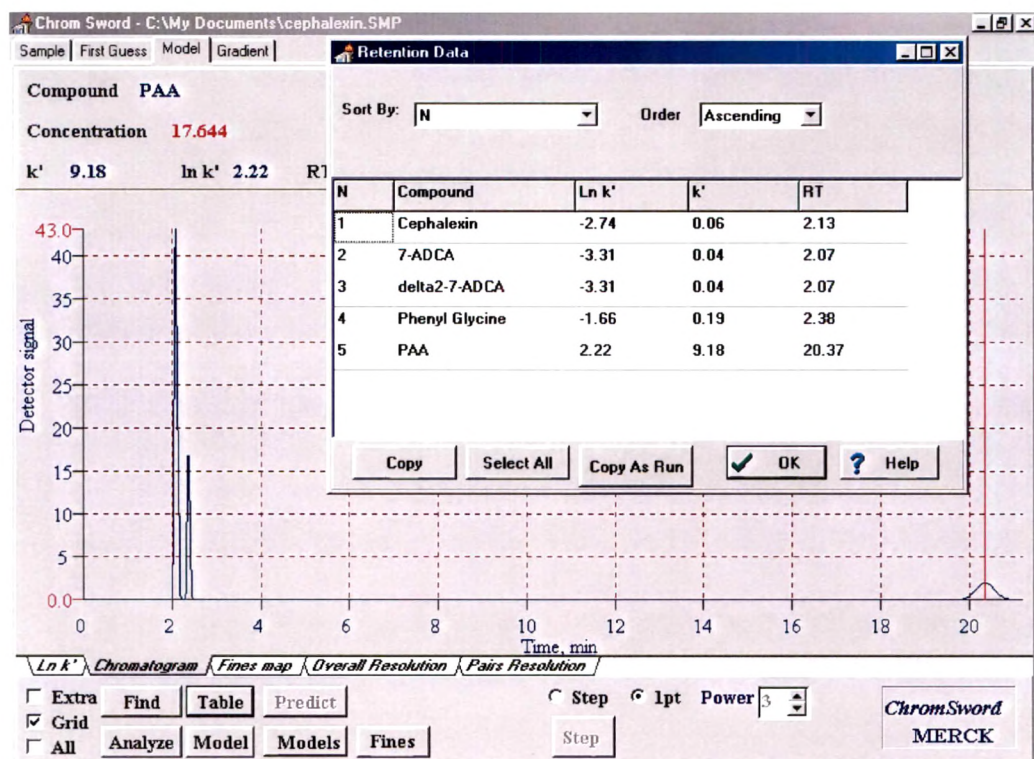 Chrom Sword - C:\My Documents\cephalexin.SMP
Sample First Guess Model Gradient
Compound PAA
Concentration 17.644
k' 9.18 ln k' 2.22 RT
Retention Data
Sort By: N Order Ascending
N Compound Ln k' k' RT
1 Cephalexin -2.74 0.06 2.13
2 7-ADCA -3.31 0.04 2.07
3 delta2-7-ADCA -3.31 0.04 2.07
4 Phenyl Glycine -1.66 0.19 2.38
5 PAA 2.22 9.18 20.37
Copy Select All Copy As Run OK ? Help
Detector signal
43.0
40
35
30
25
20
15
10
5
0.0
0 2 4 6 8 10 12 14 16 18 20
Time, min
Ln k' Chromatogram Fines map Overall Resolution Pairs Resolution
Extra Find Table Predict Step 1pt Power 3
Grid
All Analyze Model Models Fines Step
ChromSword
MERCK